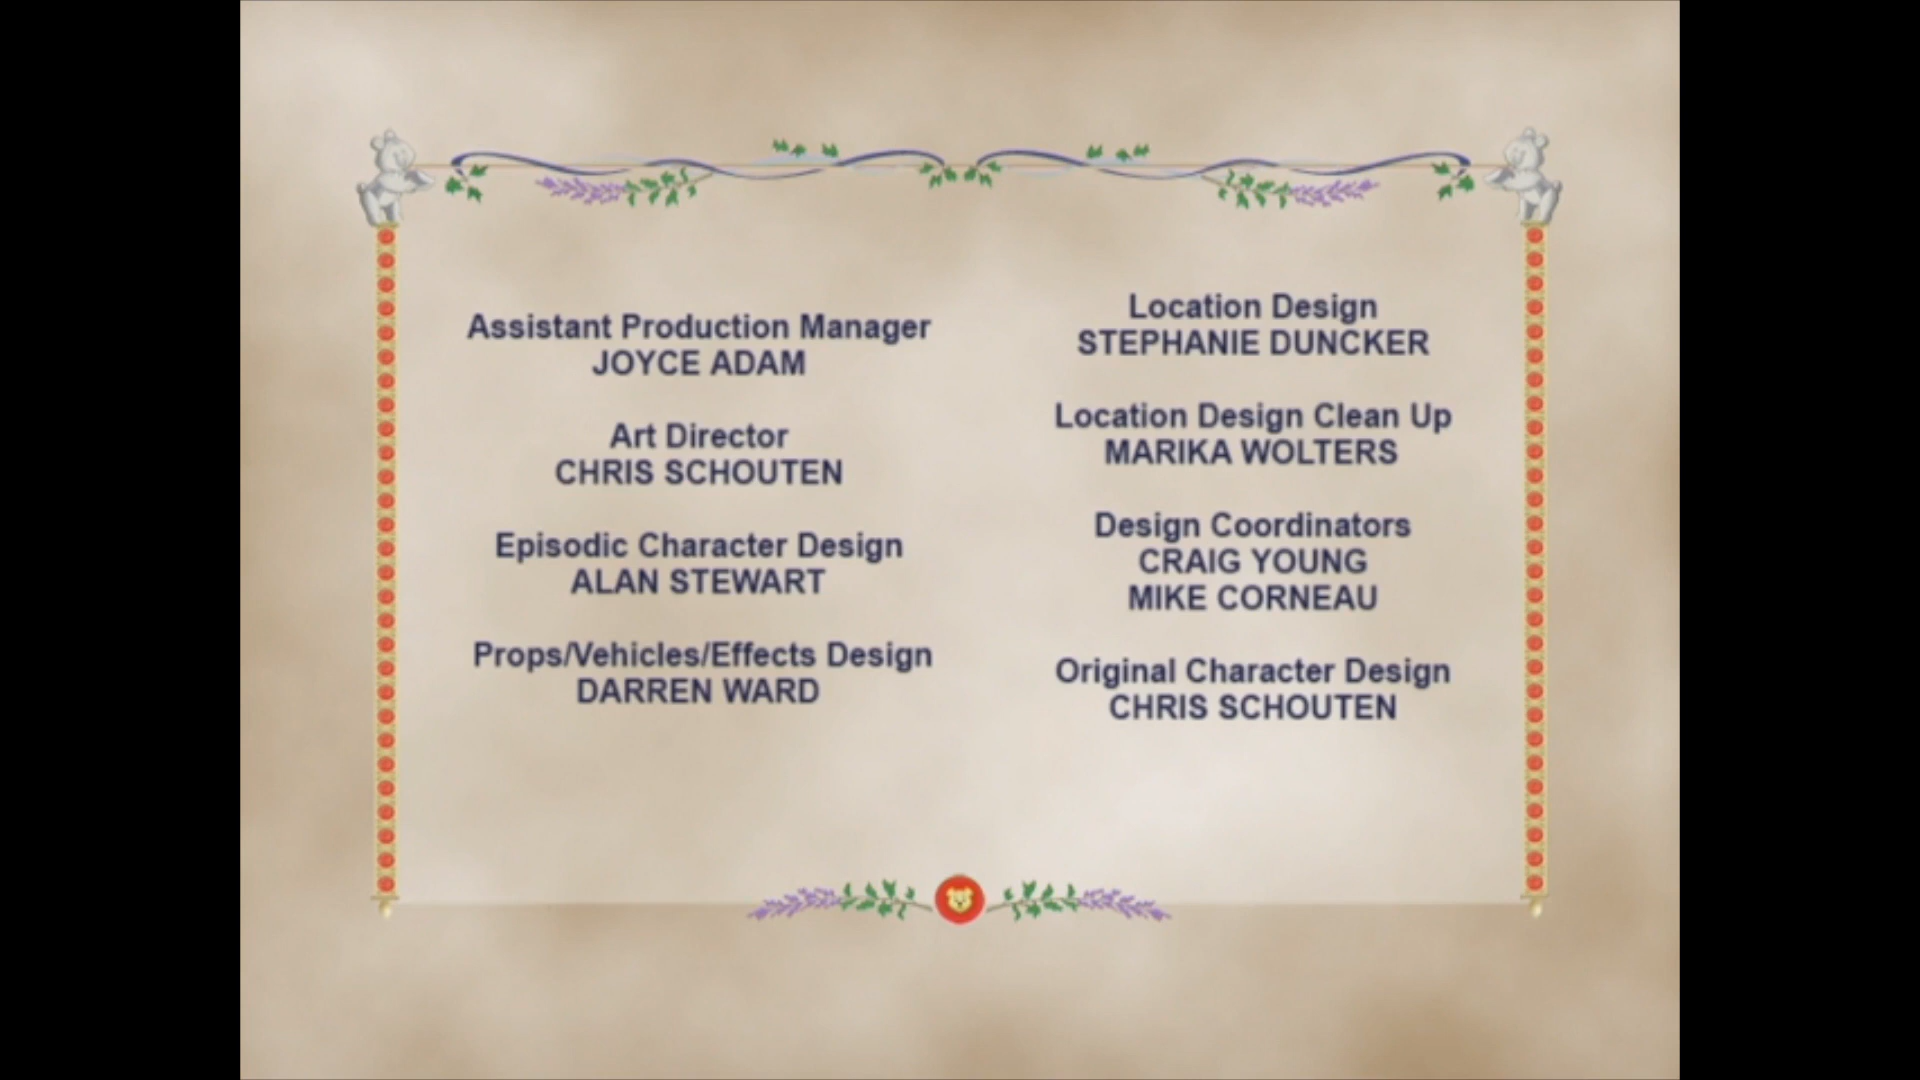 Assistant Production Manager
JOYCE ADAM
Art Director
CHRIS SCHOUTEN
Episodic Character Design
ALAN STEWART
Props/Vehicles/Effects Design
DARREN WARD
Location Design
STEPHANIE DUNCKER
Location Design Clean Up
MARIKA WOLTERS
Design Coordinators
CRAIG YOUNG
MIKE CORNEAU
Original Character Design
CHRIS SCHOUTEN